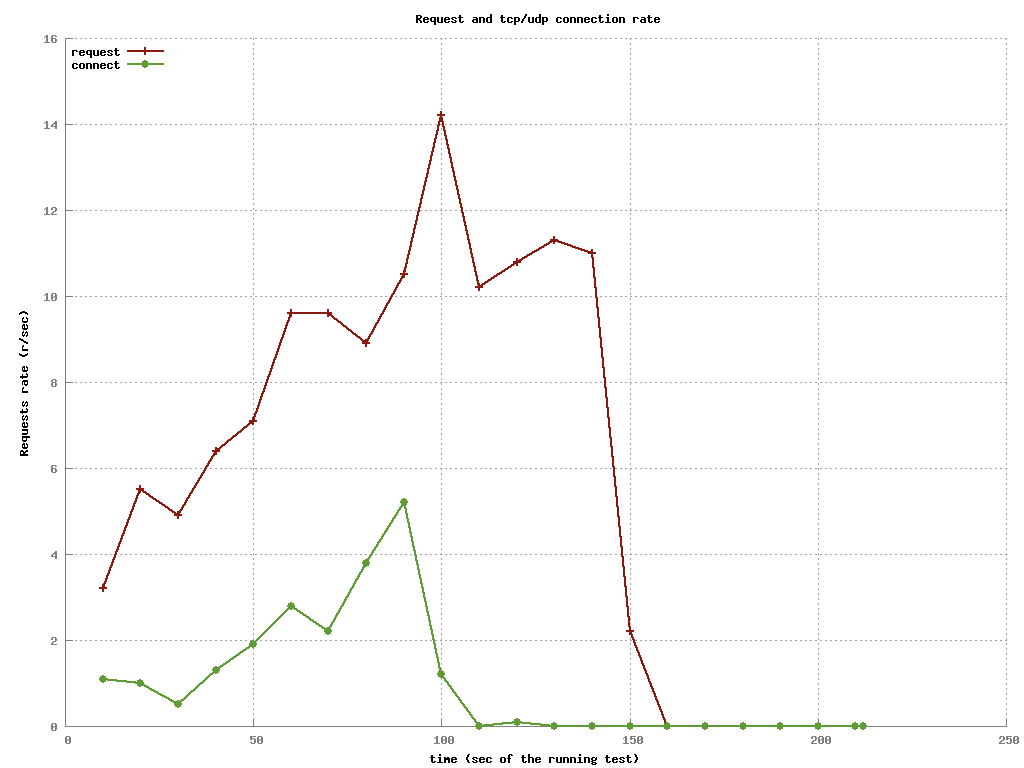 Request and tcp/udp connection rate
16
request
connect
14
12
10
8
6
4
2
0
Requests rate (r/sec)
0 50 100 150 200 250
time (sec of the running test)